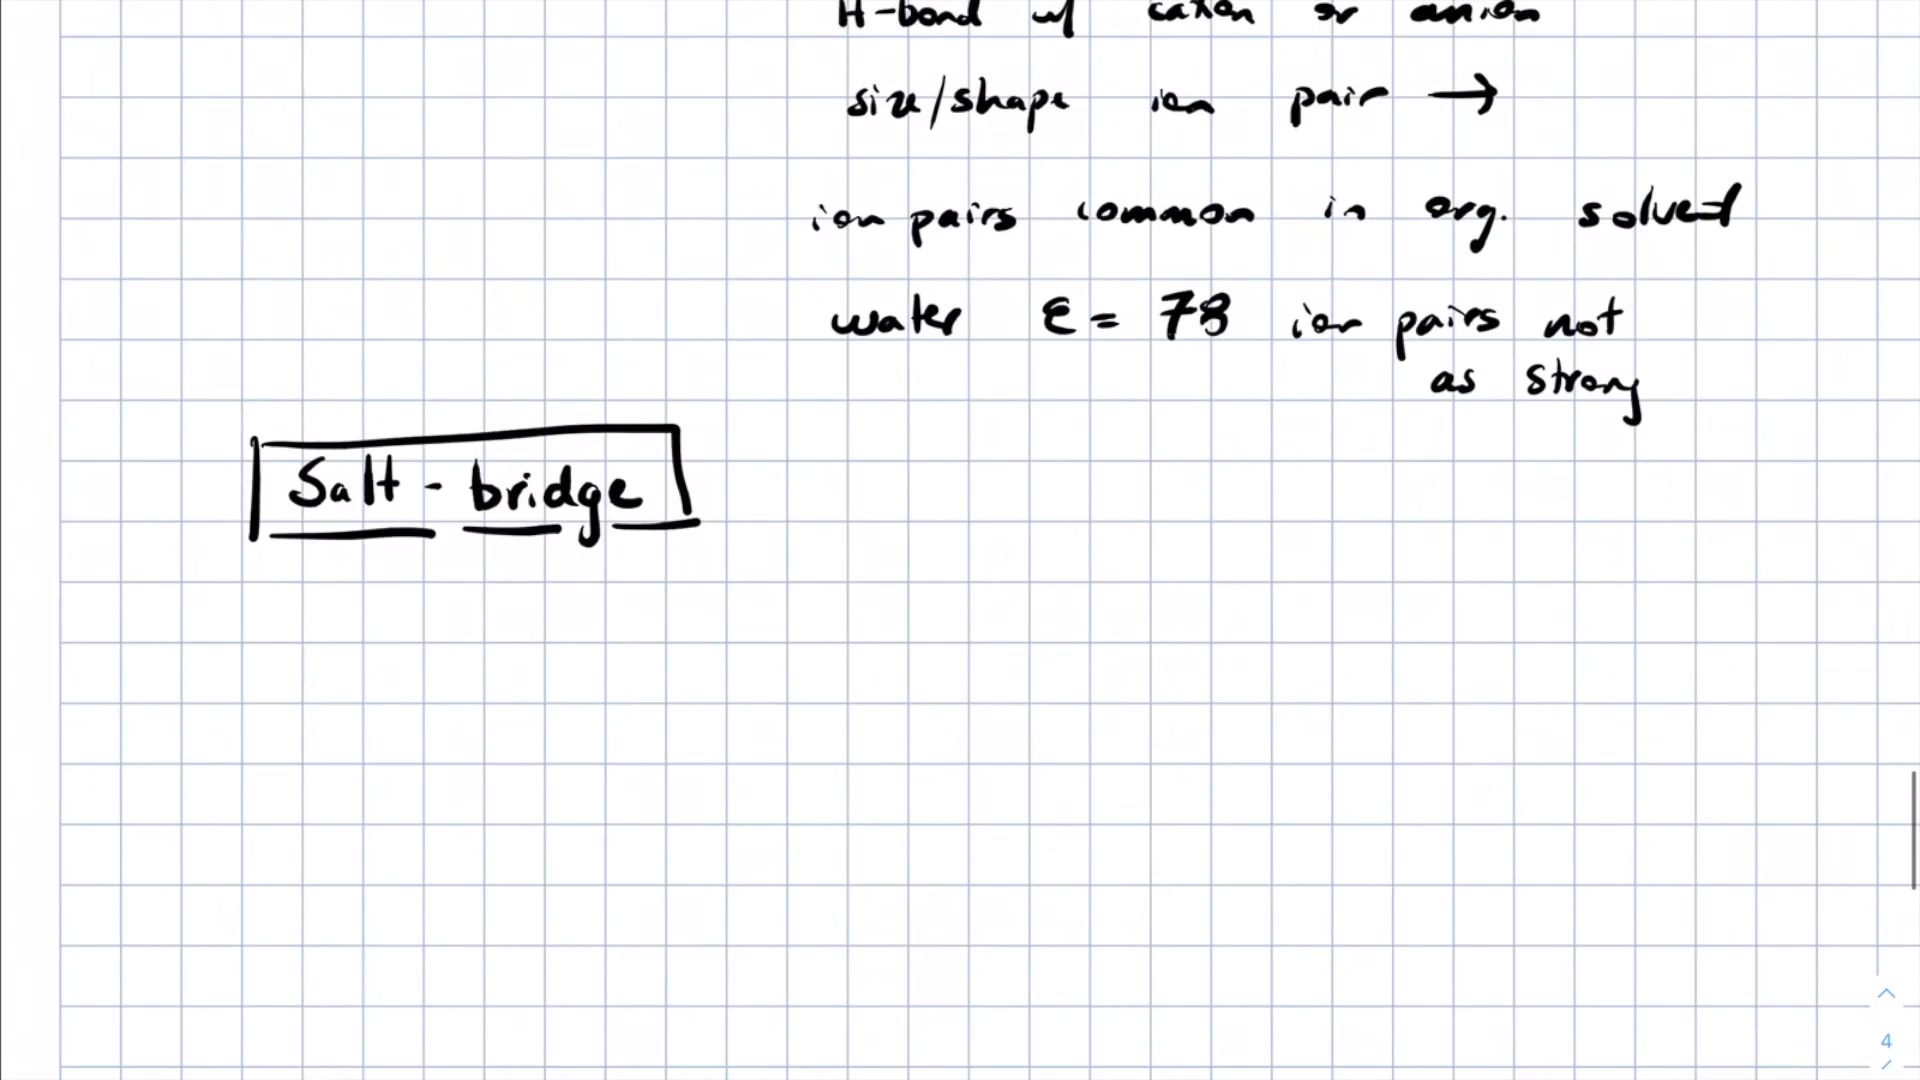 H-bond w/ cation or anion
size/shape ion pair →
ion pairs common in org. solvent
water ε = 78 ion pairs not
as strong
Salt - bridge
4